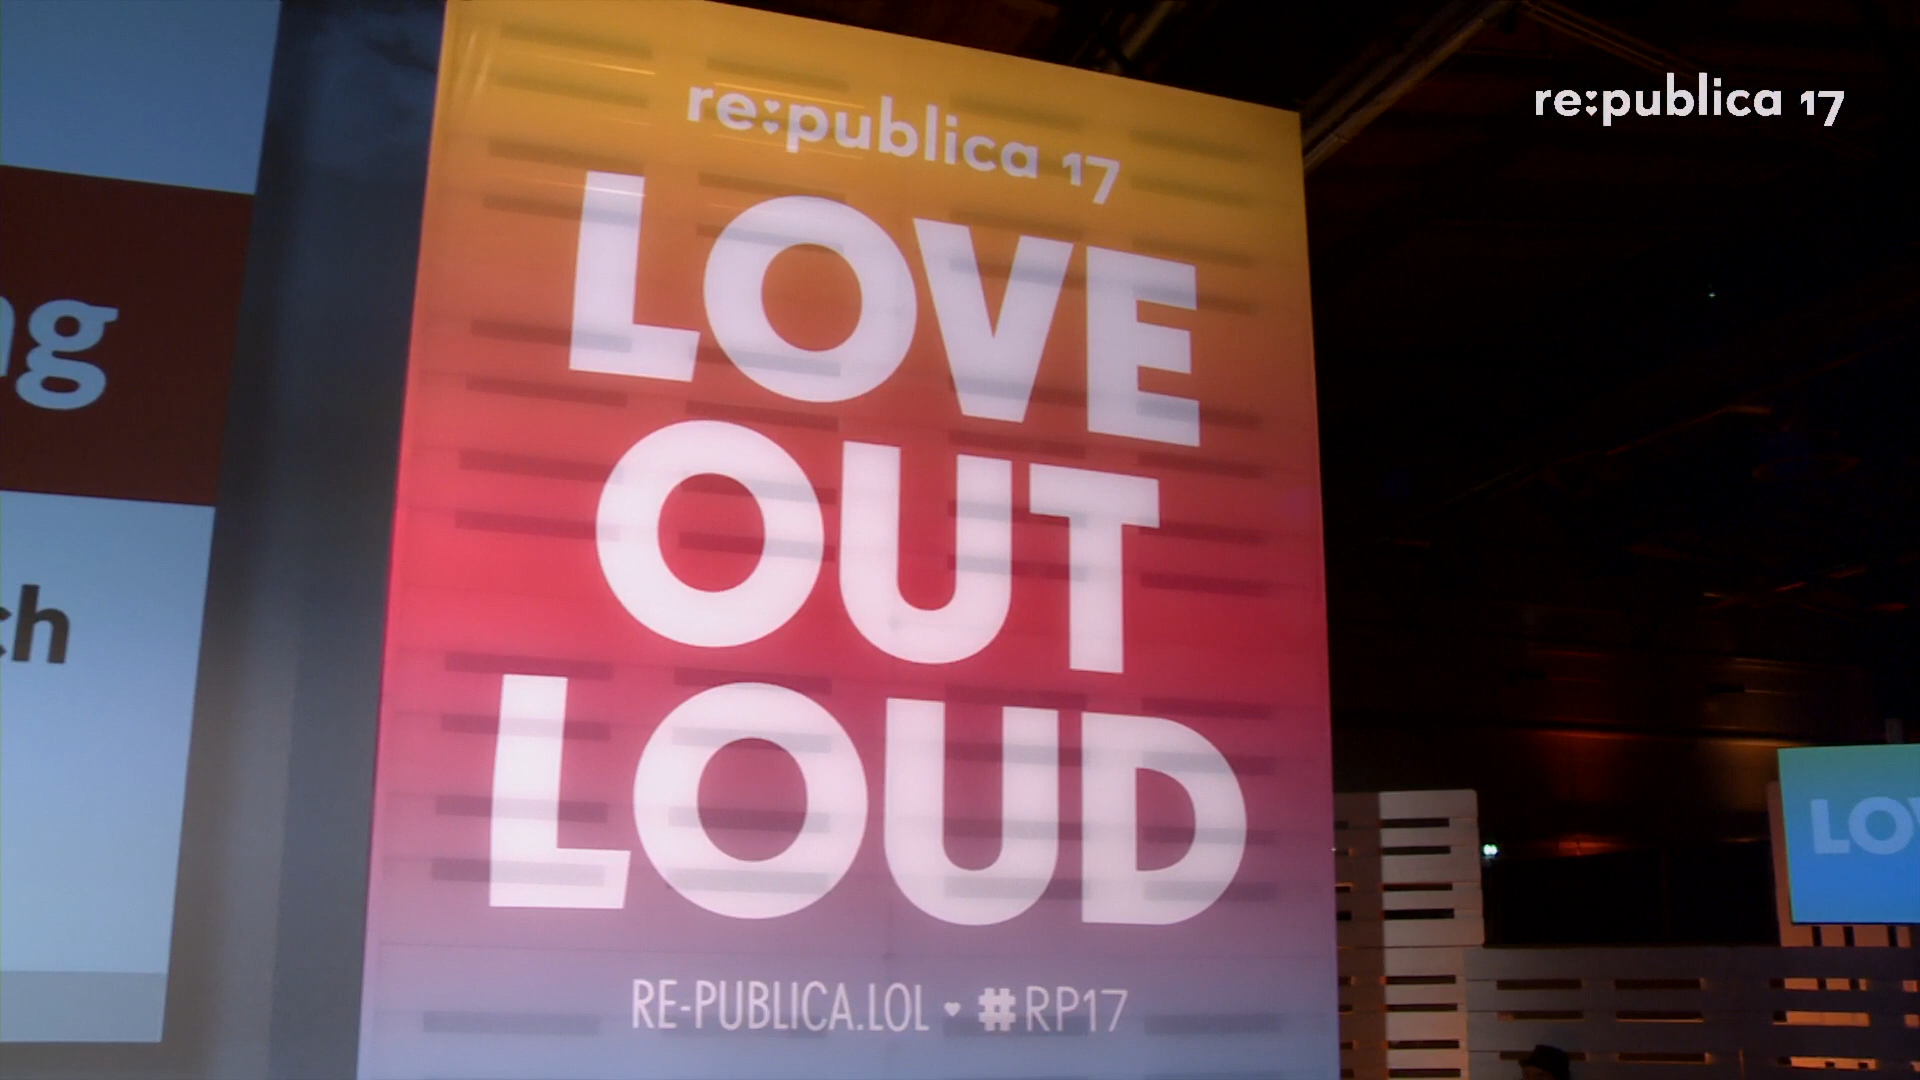 re:publica 17
LOVE
OUT
LOUD
RE-PUBLICA.LOL ♥ #RP17
re:publica 17